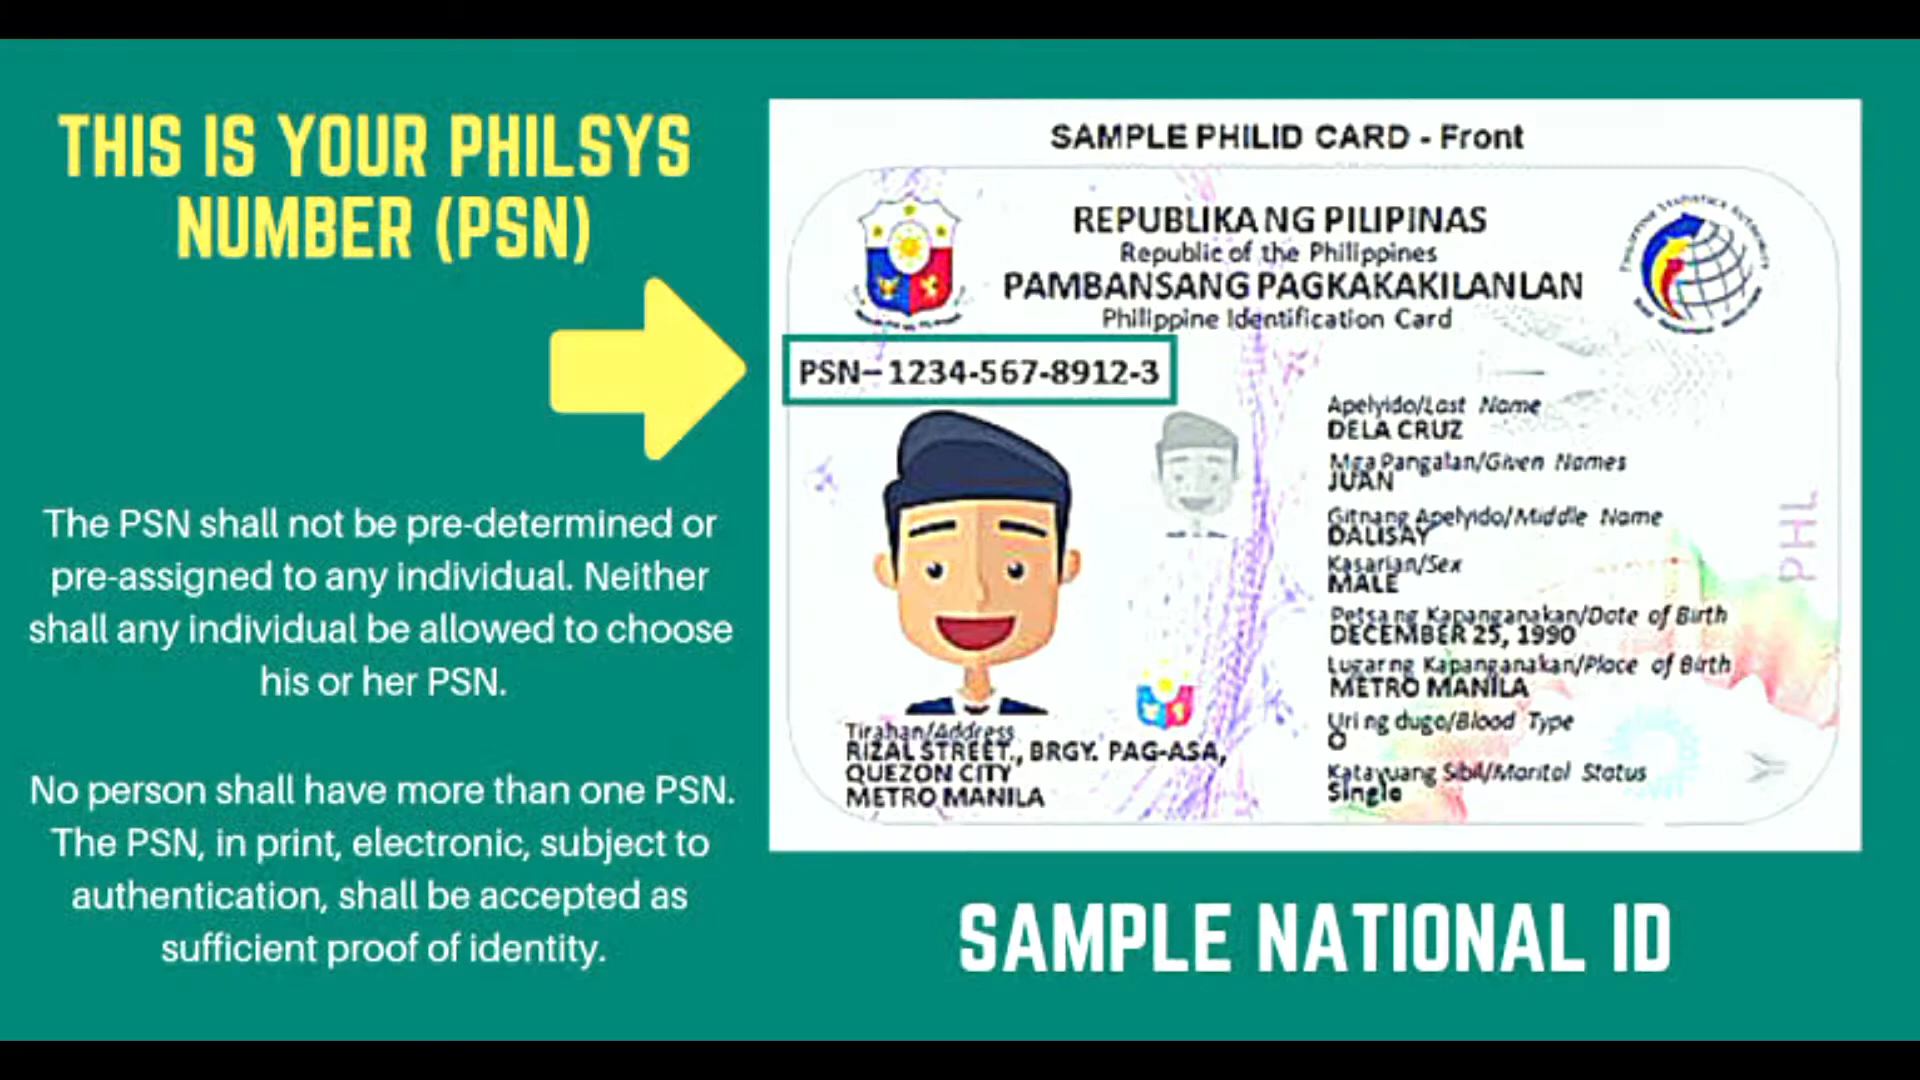 THIS IS YOUR PHILSYS
NUMBER (PSN)
The PSN shall not be pre-determined or
pre-assigned to any individual. Neither
shall any individual be allowed to choose
his or her PSN.
No person shall have more than one PSN.
The PSN, in print, electronic, subject to
authentication, shall be accepted as
sufficient proof of identity.
SAMPLE PHILID CARD - Front
REPUBLIKA NG PILIPINAS
Republic of the Philippines
PAMBANSANG PAGKAKAKILANLAN
Philippine Identification Card
PSN-1234-567-8912-3
Apelyido/Last Name
DELA CRUZ
Mga Pangalan/Given Names
JUAN
Gitnang Apelyido/Middle Name
DALISAY
Kasarian/Sex
MALE
Petsa ng Kapanganakan/Date of Birth
DECEMBER 25, 1990
Lugar ng Kapanganakan/Place of Birth
METRO MANILA
Uri ng dugo/Blood Type
O
Katayuang Sibil/Marital Status
Single
PHL
Tirahan/Address
RIZAL STREET., BRGY. PAG-ASA,
QUEZON CITY
METRO MANILA
SAMPLE NATIONAL ID